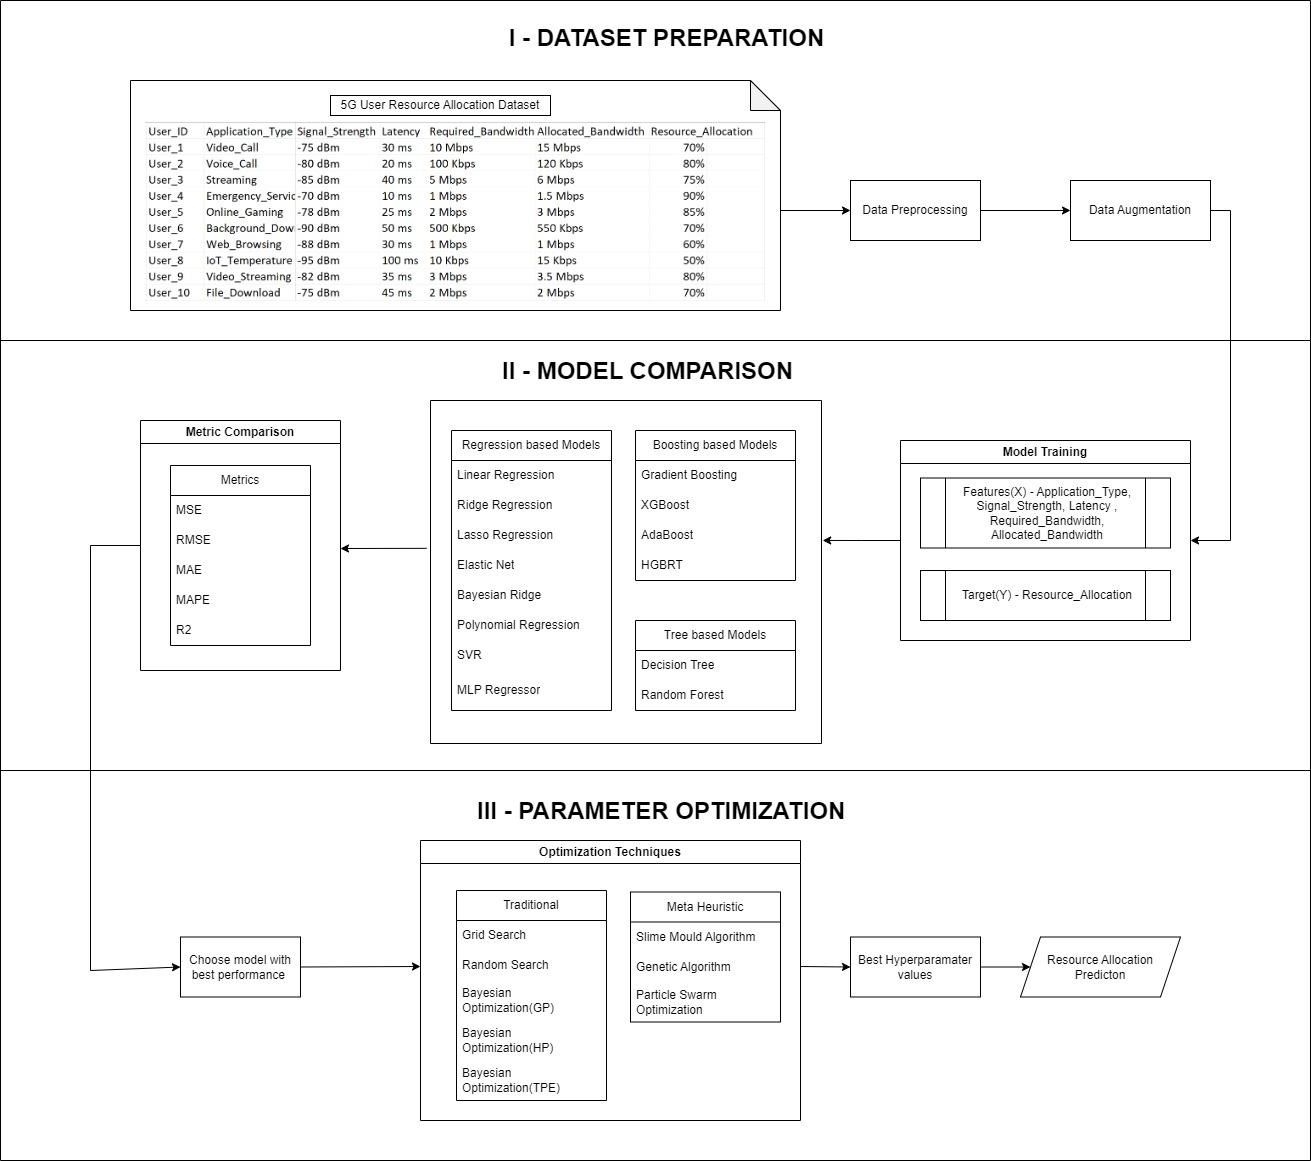 I - DATASET PREPARATION
5G User Resource Allocation Dataset
User_ID Application_Type Signal_Strength Latency Required_Bandwidth Allocated_Bandwidth Resource_Allocation
User_1 Video_Call -75 dBm 30 ms 10 Mbps 15 Mbps 70%
User_2 Voice_Call -80 dBm 20 ms 100 Kbps 120 Kbps 80%
User_3 Streaming -85 dBm 40 ms 5 Mbps 6 Mbps 75%
User_4 Emergency_Servic -70 dBm 10 ms 1 Mbps 1.5 Mbps 90%
User_5 Online_Gaming -78 dBm 25 ms 2 Mbps 3 Mbps 85%
User_6 Background_Dow -90 dBm 50 ms 500 Kbps 550 Kbps 70%
User_7 Web_Browsing -88 dBm 30 ms 1 Mbps 1 Mbps 60%
User_8 IoT_Temperature -95 dBm 100 ms 10 Kbps 15 Kbps 50%
User_9 Video_Streaming -82 dBm 35 ms 3 Mbps 3.5 Mbps 80%
User_10 File_Download -75 dBm 45 ms 2 Mbps 2 Mbps 70%
Data Preprocessing
Data Augmentation
II - MODEL COMPARISON
Metric Comparison
Metrics
MSE
RMSE
MAE
MAPE
R2
Regression based Models
Linear Regression
Ridge Regression
Lasso Regression
Elastic Net
Bayesian Ridge
Polynomial Regression
SVR
MLP Regressor
Boosting based Models
Gradient Boosting
XGBoost
AdaBoost
HGBRT
Tree based Models
Decision Tree
Random Forest
Model Training
Features(X) - Application_Type,
Signal_Strength, Latency ,
Required_Bandwidth,
Allocated_Bandwidth
Target(Y) - Resource_Allocation
III - PARAMETER OPTIMIZATION
Choose model with
best performance
Optimization Techniques
Traditional
Grid Search
Random Search
Bayesian
Optimization(GP)
Bayesian
Optimization(HP)
Bayesian
Optimization(TPE)
Meta Heuristic
Slime Mould Algorithm
Genetic Algorithm
Particle Swarm
Optimization
Best Hyperparamater
values
Resource Allocation
Predicton